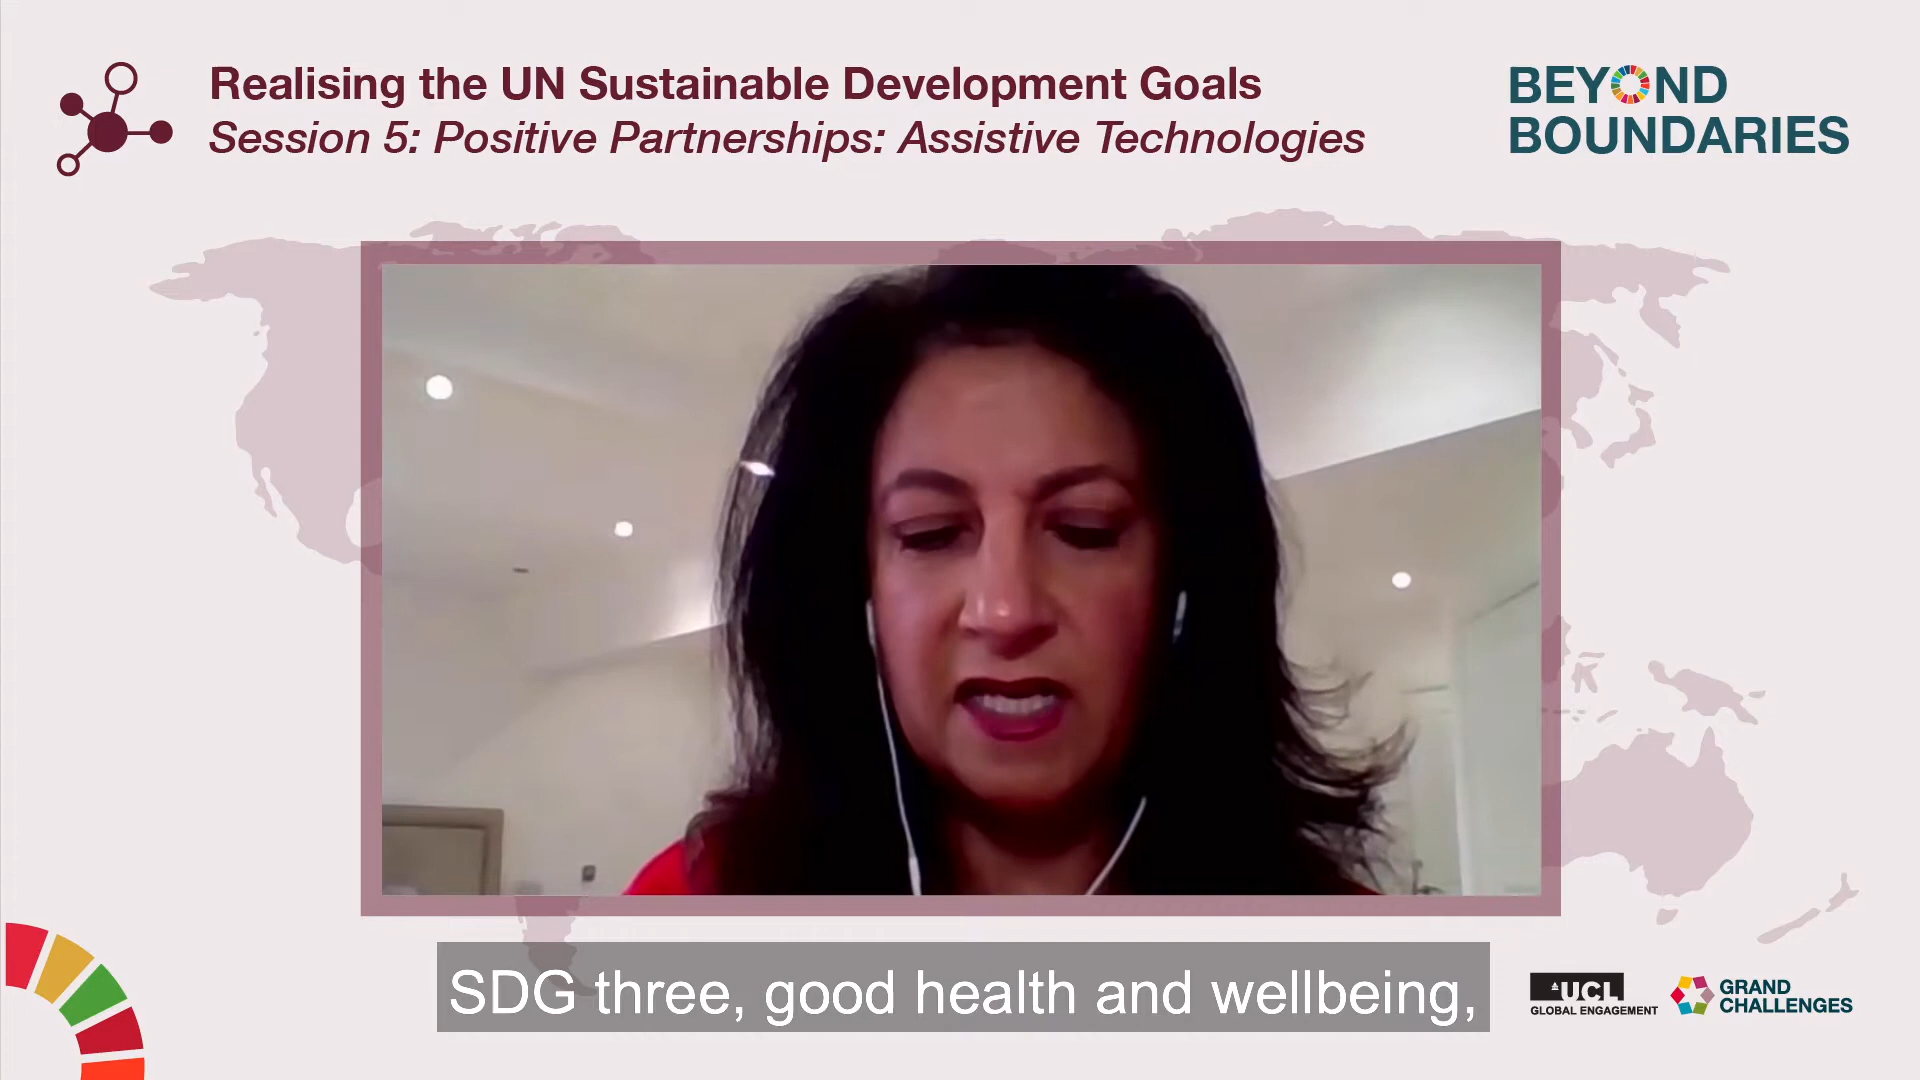 Realising the UN Sustainable Development Goals
Session 5: Positive Partnerships: Assistive Technologies
BEYOND
BOUNDARIES
SDG three, good health and wellbeing,
UCL
GLOBAL ENGAGEMENT
GRAND
CHALLENGES